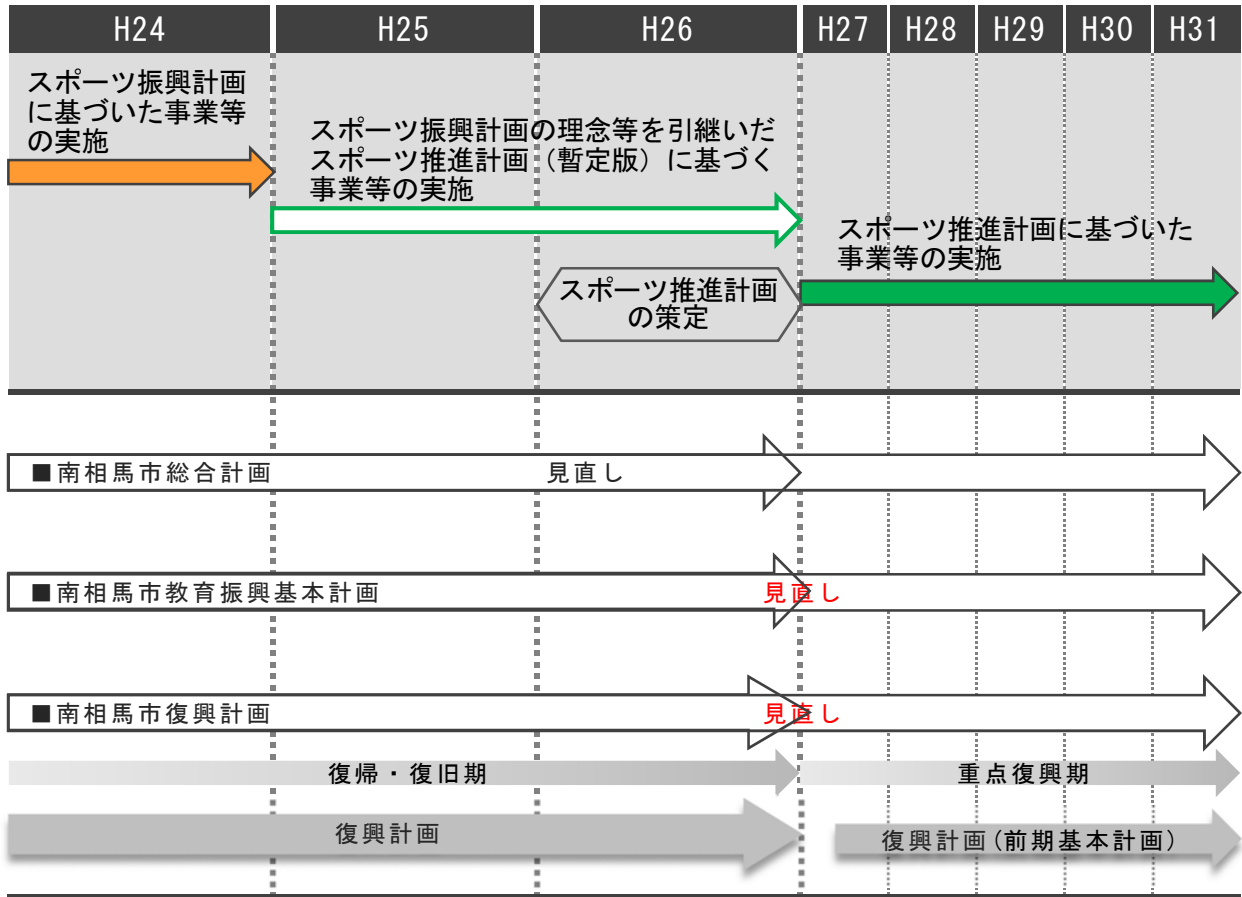 H24 H25 H26 H27 H28 H29 H30 H31
スポーツ振興計画
に基づいた事業等
の実施
スポーツ振興計画の理念等を引継いだ
スポーツ推進計画（暫定版）に基づく
事業等の実施
スポーツ推進計画に基づいた
事業等の実施
スポーツ推進計画
の策定
■南相馬市総合計画 見直し
■南相馬市教育振興基本計画 見直し
■南相馬市復興計画 見直し
復帰・復旧期 重点復興期
復興計画 復興計画(前期基本計画)